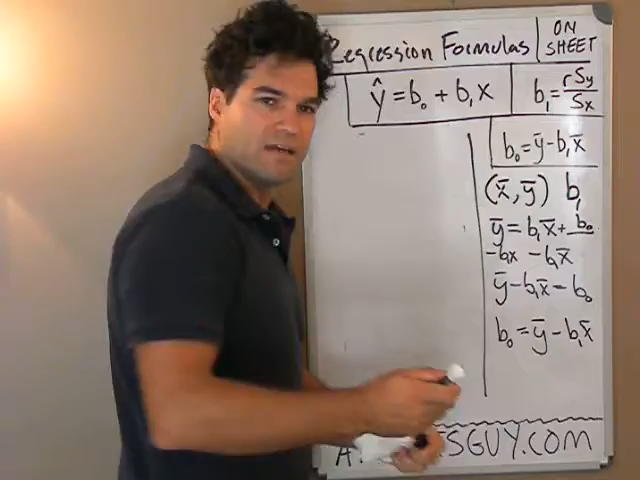 Regression Formulas
ON
SHEET
ŷ = b₀ + b₁x
b₁ = rSy/Sx
b₀ = ȳ - b₁x̄
(x̄, ȳ) b₁
ȳ = b₁x̄ + b₀
-b₁x - b₁x̄
ȳ - b₁x̄ = b₀
b₀ = ȳ - b₁x̄
SGUY.COM